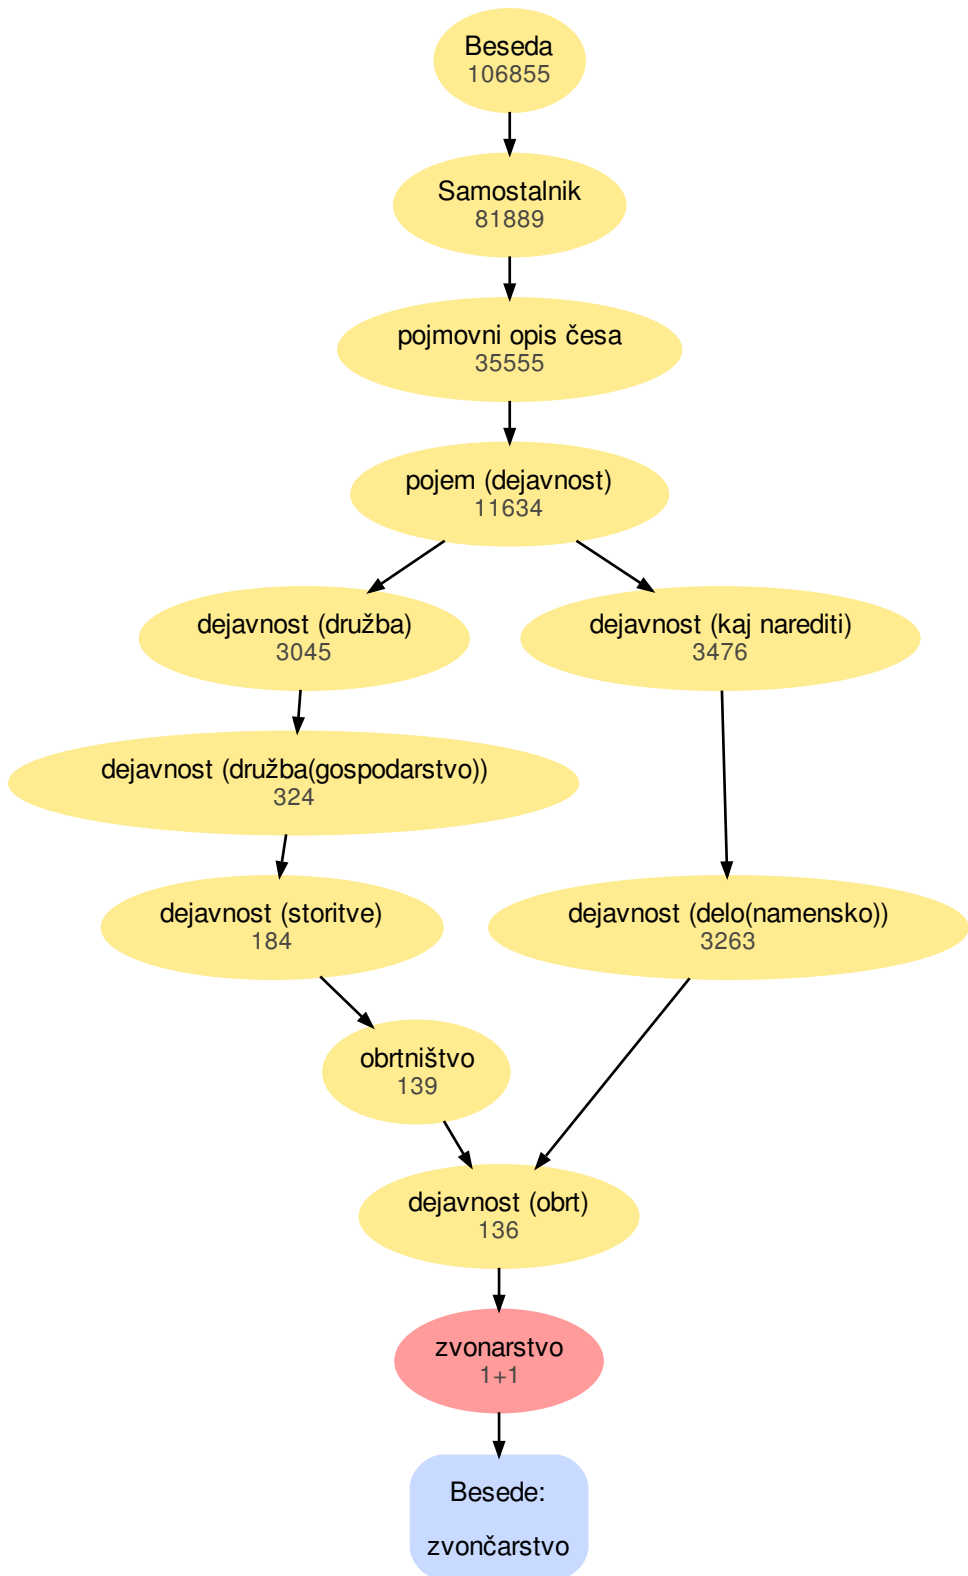 Beseda
106855
Samostalnik
81889
pojmovni opis česa
35555
pojem (dejavnost)
11634
dejavnost (družba)
3045
dejavnost (kaj narediti)
3476
dejavnost (družba(gospodarstvo))
324
dejavnost (storitve)
184
dejavnost (delo(namensko))
3263
obrtništvo
139
dejavnost (obrt)
136
zvonarstvo
1+1
Besede:
zvončarstvo